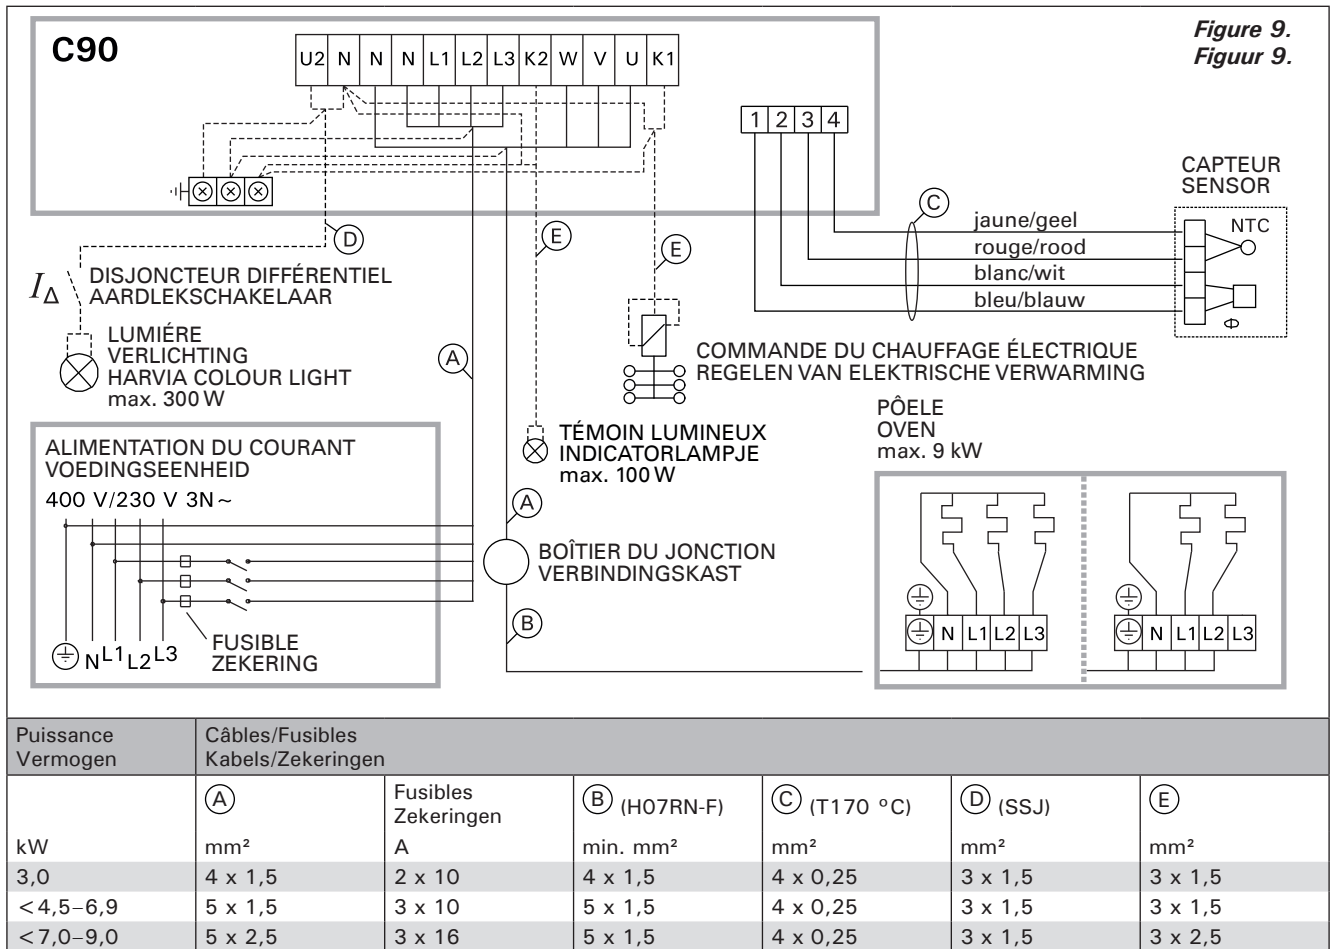 C90
Figure 9.
Figuur 9.
U2 N N N L1 L2 L3 K2 W V U K1
1 2 3 4
CAPTEUR
SENSOR
NTC
C
jaune/geel
rouge/rood
blanc/wit
bleu/blauw
D
E
E
I∆
DISJONCTEUR DIFFÉRENTIEL
AARDLEKSCHAKELAAR
LUMIÉRE
VERLICHTING
HARVIA COLOUR LIGHT
max. 300 W
A
COMMANDE DU CHAUFFAGE ÉLECTRIQUE
REGELEN VAN ELEKTRISCHE VERWARMING
TÉMOIN LUMINEUX
INDICATORLAMPJE
max. 100 W
PÔELE
OVEN
max. 9 kW
ALIMENTATION DU COURANT
VOEDINGSEENHEID
400 V/230 V 3N~
A
BOÎTIER DU JONCTION
VERBINDINGSKAST
B
FUSIBLE
ZEKERING
N L1 L2 L3
N L1 L2 L3
N L1 L2 L3
Puissance
Vermogen
Câbles/Fusibles
Kabels/Zekeringen
A
Fusibles
Zekeringen
B (H07RN-F)
C (T170 °C)
D (SSJ)
E
kW mm² A min. mm² mm² mm² mm²
3,0 4 x 1,5 2 x 10 4 x 1,5 4 x 0,25 3 x 1,5 3 x 1,5
<4,5–6,9 5 x 1,5 3 x 10 5 x 1,5 4 x 0,25 3 x 1,5 3 x 1,5
<7,0–9,0 5 x 2,5 3 x 16 5 x 1,5 4 x 0,25 3 x 1,5 3 x 2,5